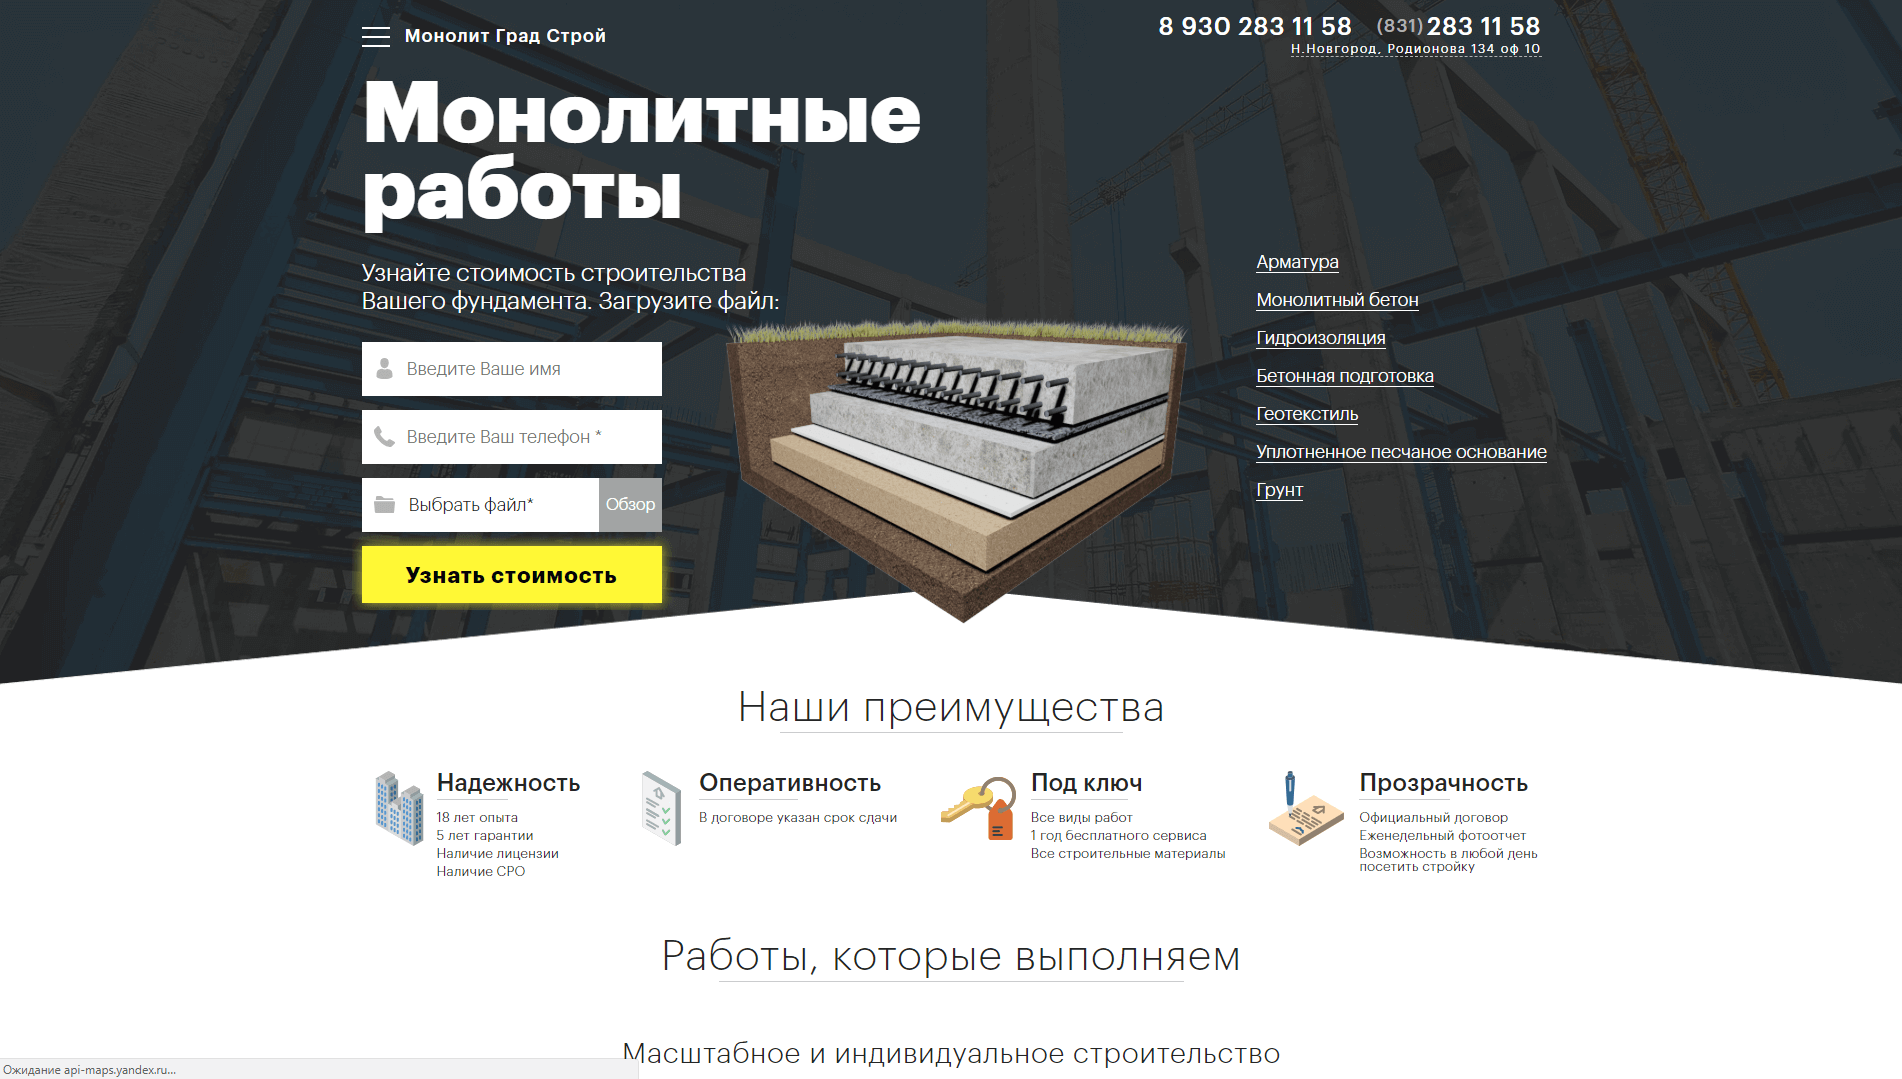 Монолит Град Строй
8 930 283 11 58 (831) 283 11 58
Н.Новгород, Родионова 134 оф 10
Монолитные
работы
Узнайте стоимость строительства
Вашего фундамента. Загрузите файл:
Введите Ваше имя
Введите Ваш телефон *
Выбрать файл*
Обзор
Узнать стоимость
Арматура
Монолитный бетон
Гидроизоляция
Бетонная подготовка
Геотекстиль
Уплотненное песчаное основание
Грунт
Наши преимущества
Надежность
18 лет опыта
5 лет гарантии
Наличие лицензии
Наличие СРО
Оперативность
В договоре указан срок сдачи
Под ключ
Все виды работ
1 год бесплатного сервиса
Все строительные материалы
Прозрачность
Официальный договор
Еженедельный фотоотчет
Возможность в любой день
посетить стройку
Работы, которые выполняем
Масштабное и индивидуальное строительство
Ожидание api-maps.yandex.ru...